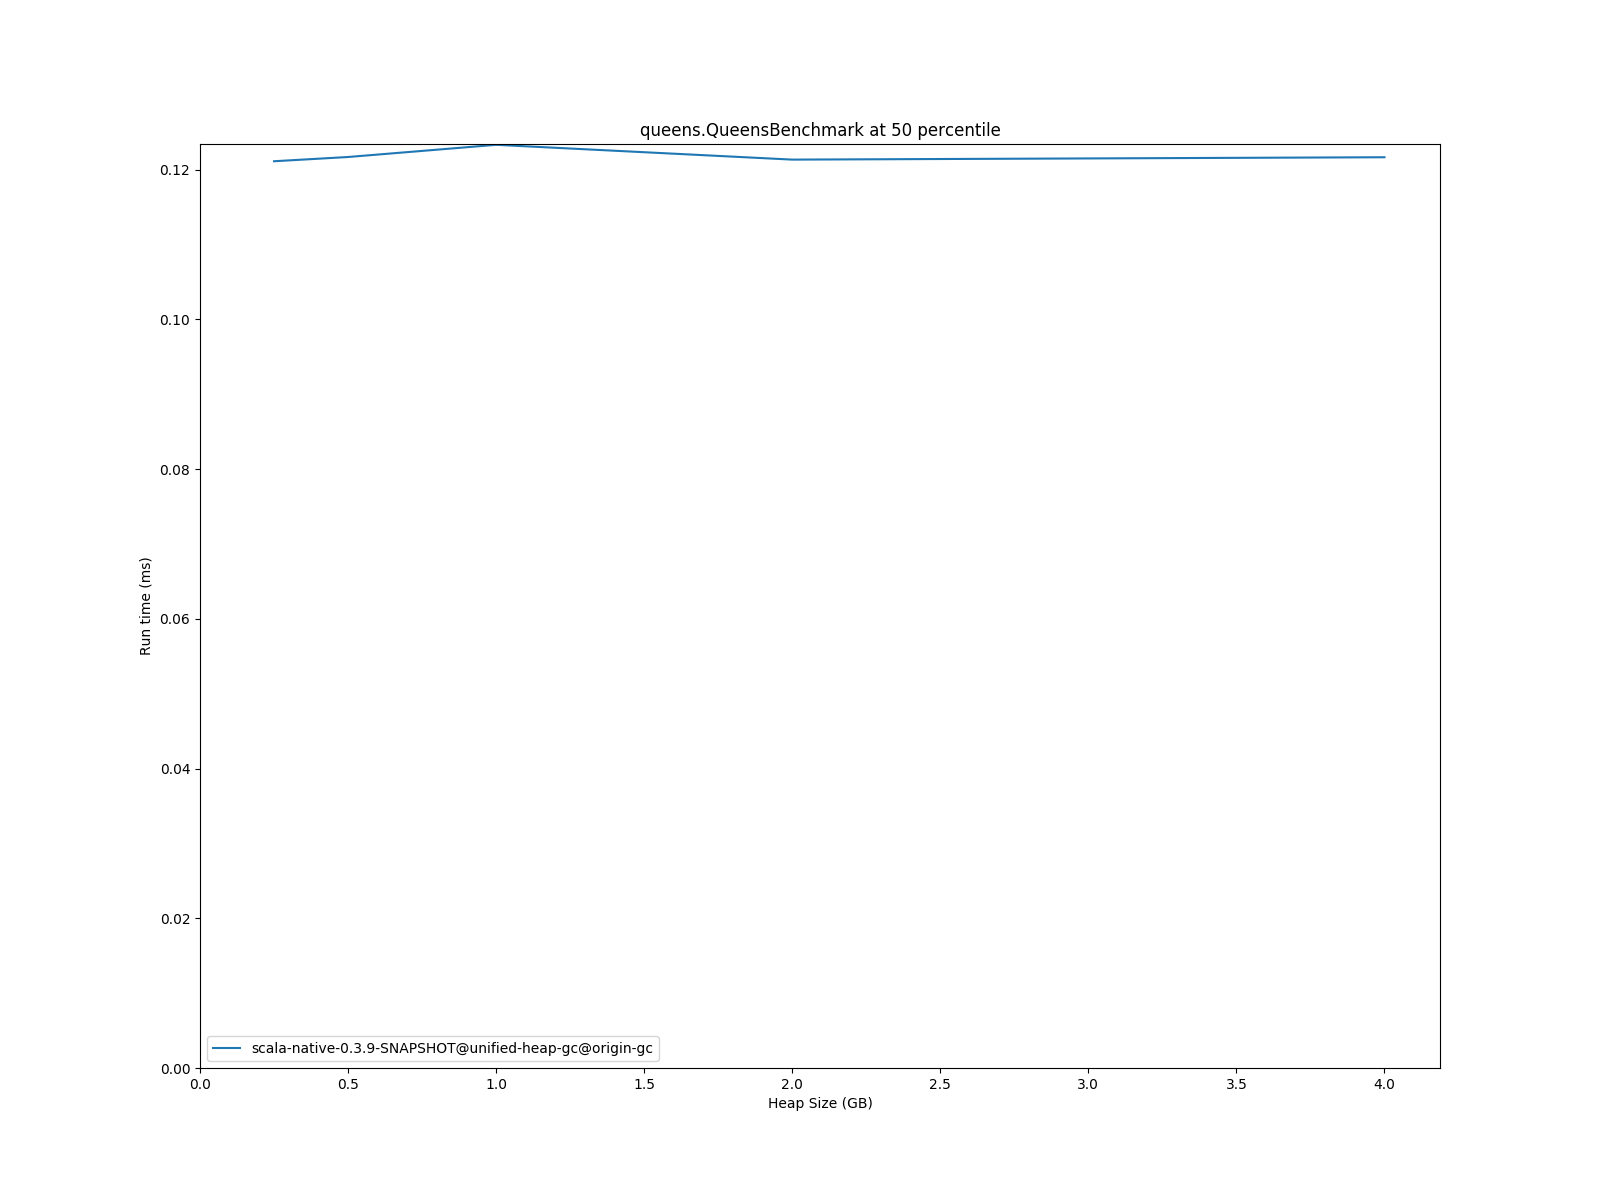 queens.QueensBenchmark at 50 percentile
0.12
0.10
0.08
0.06
0.04
0.02
0.00
Run time (ms)
scala-native-0.3.9-SNAPSHOT@unified-heap-gc@origin-gc
0.0 0.5 1.0 1.5 2.0 2.5 3.0 3.5 4.0
Heap Size (GB)